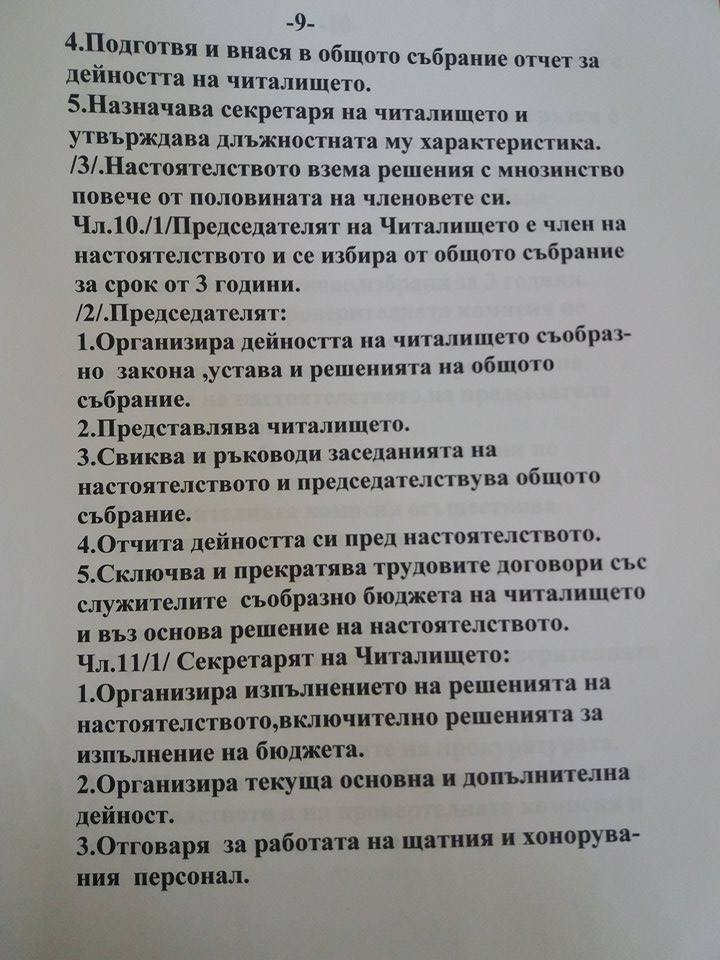 -9-
4.Подготвя и внася в общото събрание отчет за
дейността на читалището.
5.Назначава секретаря на читалището и
утвърждава длъжностната му характеристика.
/3/.Настоятелството взема решения с мнозинство
повече от половината на членовете си.
Чл.10./1/Председателят на Читалището е член на
настоятелството и се избира от общото събрание
за срок от 3 години.
/2/.Председателят:
1.Организира дейността на читалището съобраз-
но закона ,устава и решенията на общото
събрание.
2.Представлява читалището.
3.Свиква и ръководи заседанията на
настоятелството и председателствува общото
събрание.
4.Отчита дейността си пред настоятелството.
5.Сключва и прекратява трудовите договори със
служителите съобразно бюджета на читалището
и въз основа решение на настоятелството.
Чл.11/1/ Секретарят на Читалището:
1.Организира изпълнението на решенията на
настоятелството,включително решенията за
изпълнение на бюджета.
2.Организира текуща основна и допълнителна
дейност.
3.Отговаря за работата на щатния и хонорува-
ния персонал.